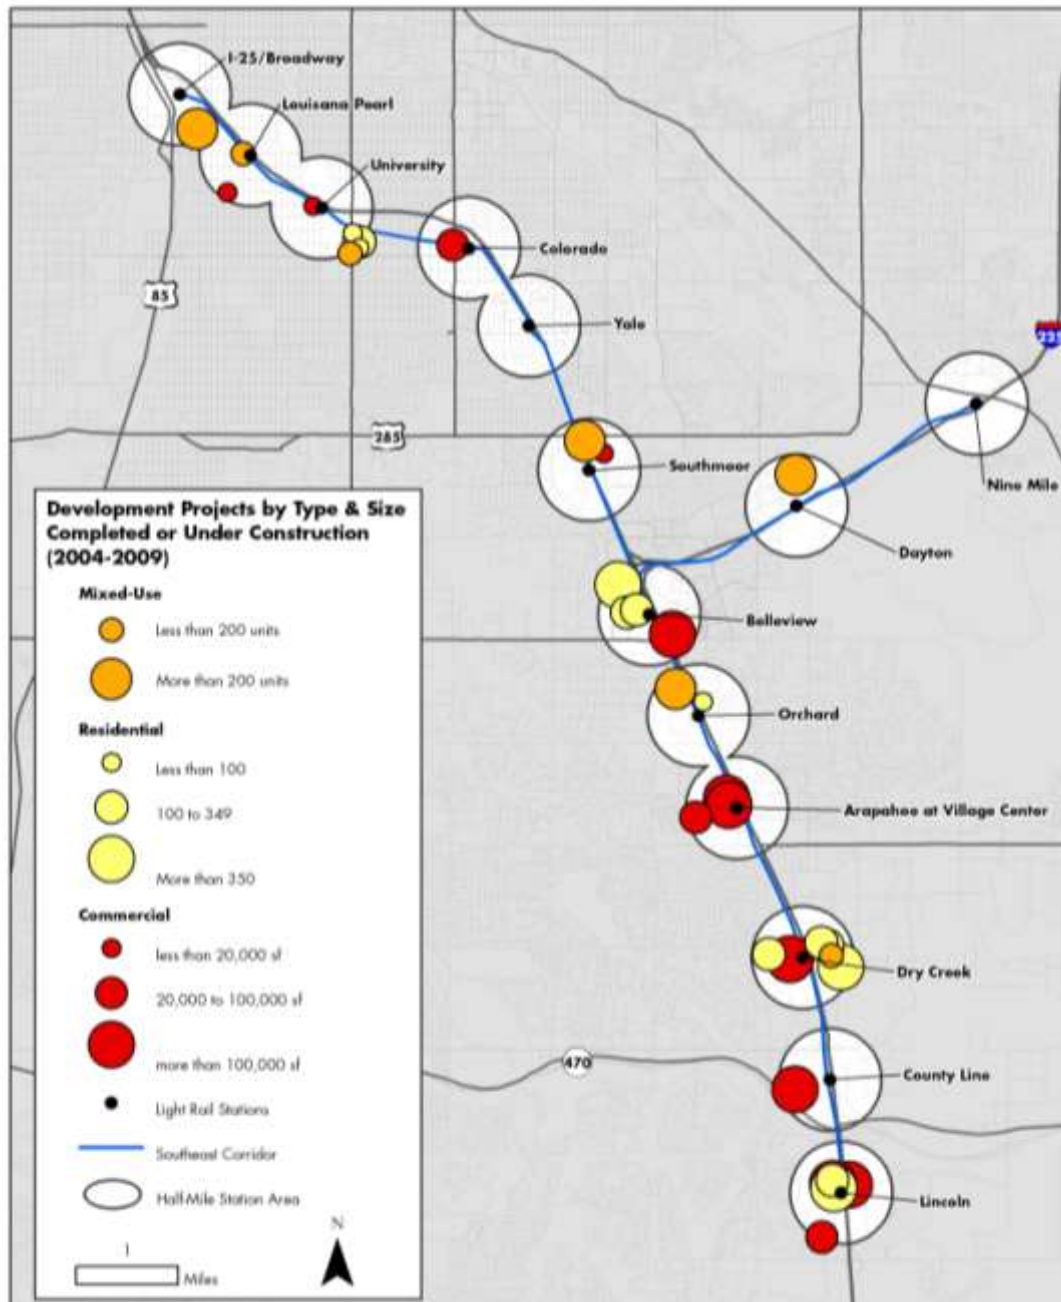 I-25/Broadway
Louisana Pearl
University
Colorado
85
Yale
225
285
Southmoor
Nine Mile
Dayton
Belleview
Orchard
Arapahoe at Village Center
Dry Creek
470
County Line
Lincoln
Development Projects by Type & Size
Completed or Under Construction
(2004-2009)
Mixed-Use
Less than 200 units
More than 200 units
Residential
Less than 100
100 to 349
More than 350
Commercial
less than 20,000 sf
20,000 to 100,000 sf
more than 100,000 sf
Light Rail Stations
Southeast Corridor
Half-Mile Station Area
N
1
Miles